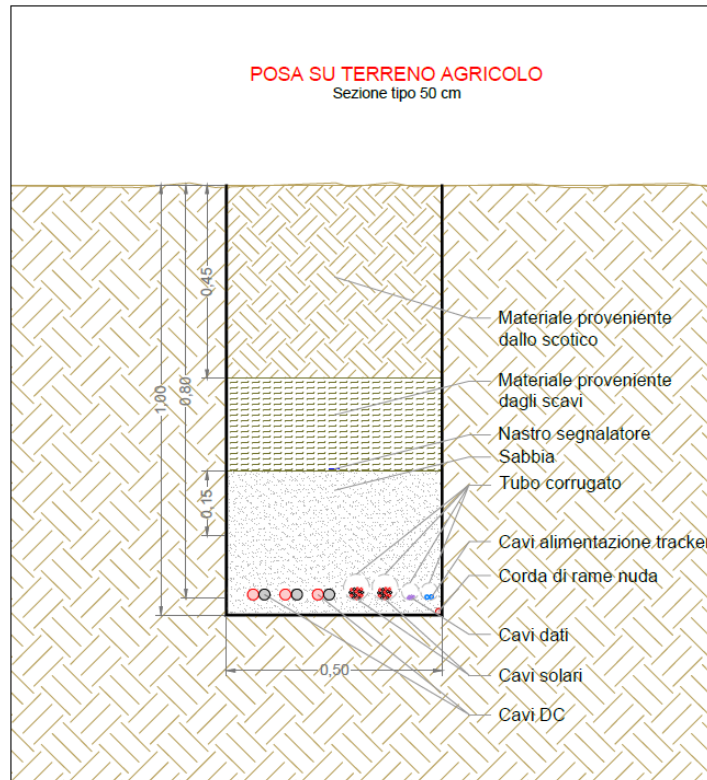 POSA SU TERRENO AGRICOLO
Sezione tipo 50 cm
0,45
0,80
1,00
0,15
0,50
Materiale proveniente
dallo scotico
Materiale proveniente
dagli scavi
Nastro segnalatore
Sabbia
Tubo corrugato
Cavi alimentazione tracker
Corda di rame nuda
Cavi dati
Cavi solari
Cavi DC